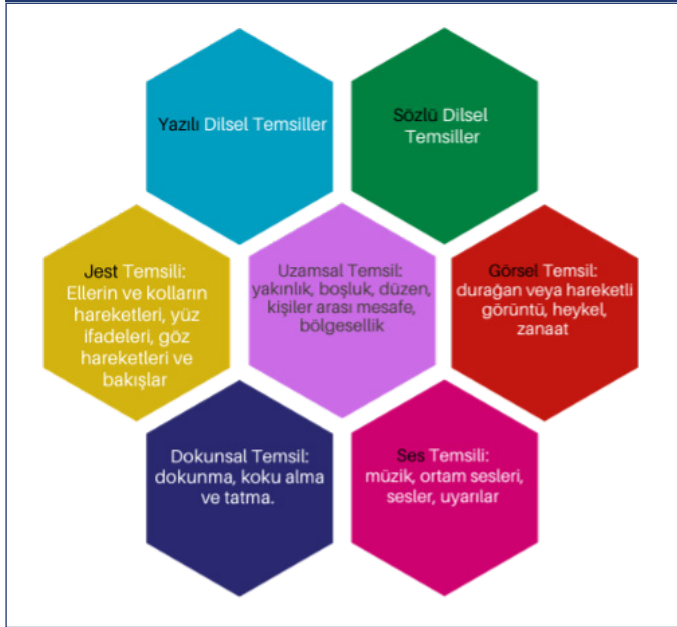 Yazılı Dilsel Temsiller
Sözlü Dilsel
Temsiller
Jest Temsili:
Ellerin ve kolların
hareketleri, yüz
ifadeleri, göz
hareketleri ve
bakışlar
Uzamsal Temsil:
yakınlık, boşluk, düzen,
kişiler arası mesafe,
bölgesellik
Görsel Temsil:
durağan veya hareketli
görüntü, heykel,
zanaat
Dokunsal Temsil:
dokunma, koku alma
ve tatma.
Ses Temsili:
müzik, ortam sesleri,
sesler, uyarılar